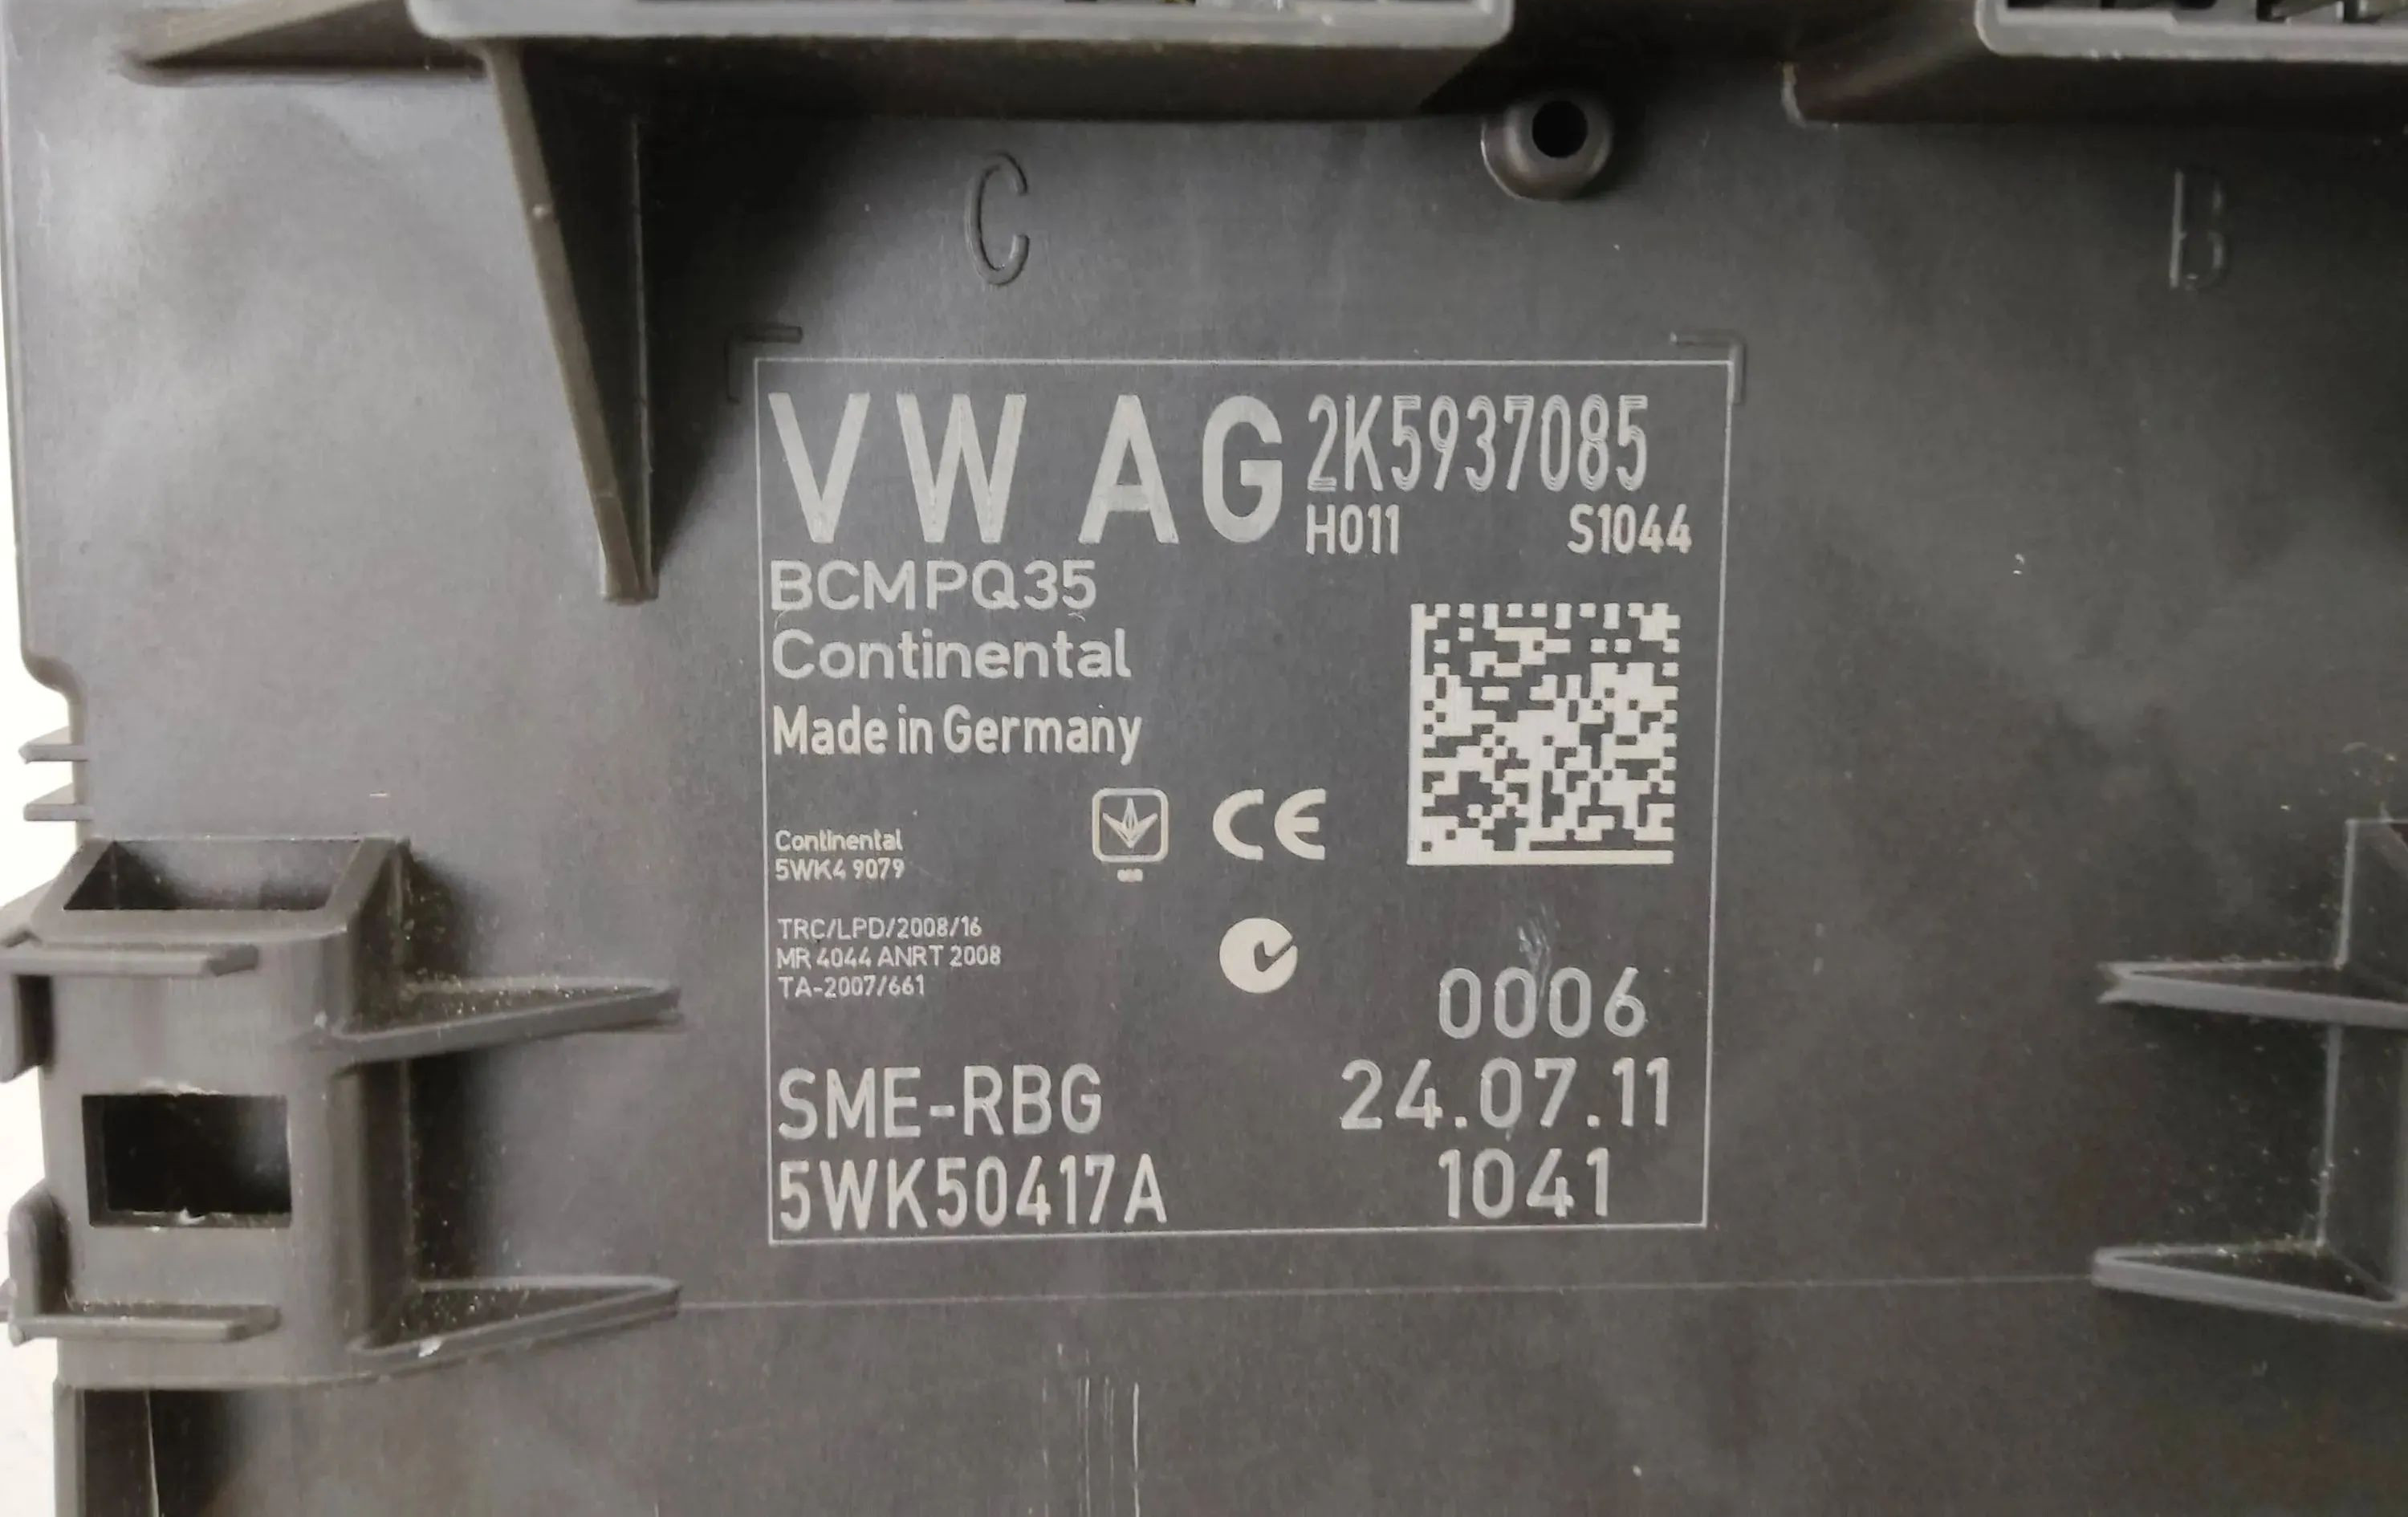 C
B
VW AG 2K5937085
H011 S1044
BCMPQ35
Continental
Made in Germany
CE
Continental
5WK4 9079
TRC/LPD/2008/16
MR 4044 ANRT 2008
TA-2007/661
0006
SME-RBG 24.07.11
5WK50417A 1041